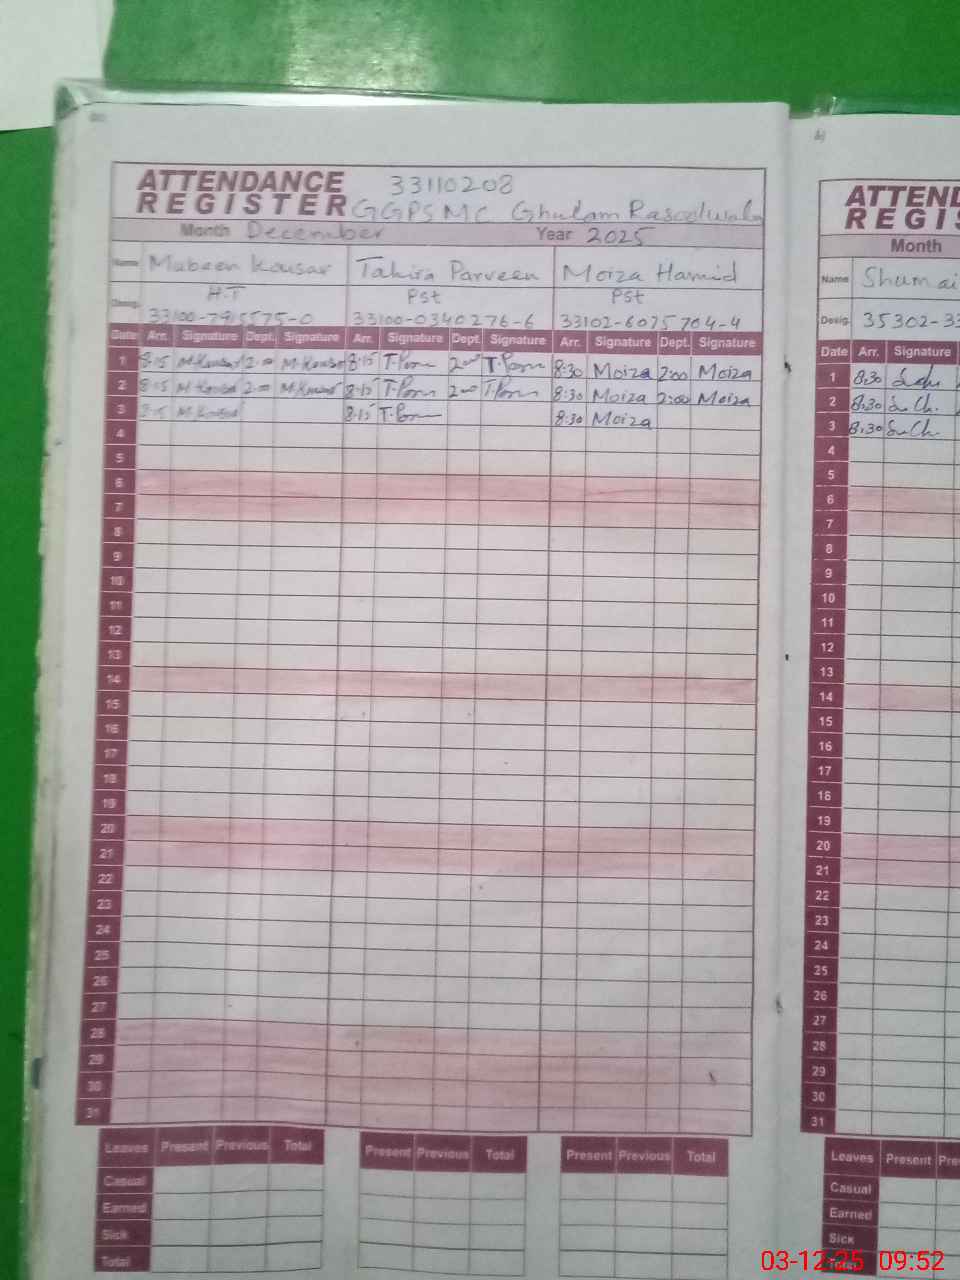 ATTENDANCE 33110208
REGISTER GGPSMC Ghulam Rasoolwala
Month December Year 2025
Name Mubeen Kousar Tahira Parveen Moiza Hamid
H.T Pst Pst
Desig. 33100-7915575-0 33100-0340276-6 33102-6075704-4
Date Arr. Signature Dept. Signature Arr. Signature Dept. Signature Arr. Signature Dept. Signature
1 8:15 M.Kousar 2:00 M.Kousar 8:15 2:00 8:30 Moiza 2:00 Moiza
2 8:15 M.Kousar 2:00 M.Kousar 8:15 2:00 8:30 Moiza 2:00 Moiza
3 8:15 M.Kousar 8:15 8:30 Moiza
4
5
6
7
8
9
10
11
12
13
14
15
16
17
18
19
20
21
22
23
24
25
26
27
28
29
30
31
Leaves Present Previous Total Present Previous Total Present Previous Total
Casual
Earned
Sick
Total
ATTEND
REGIS
Month
Name Shumai
Desig. 35302-33
Date Arr. Signature
1 8:30
2 8:30
3 8:30
4
5
6
7
8
9
10
11
12
13
14
15
16
17
18
19
20
21
22
23
24
25
26
27
28
29
30
31
Leaves Present Pre
Casual
Earned
Sick
Total
03-12-25 09:52